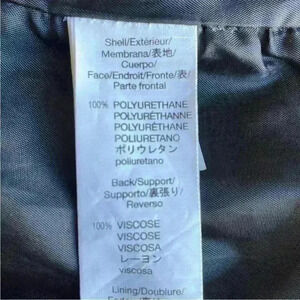 Shell/Extérieur/
Membrana/表地/
Cuerpo/
Face/Endroit/Fronte/表/
Parte frontal
100% POLYURETHANE
POLYURÉTHANNE
POLIURETANO
ポリウレタン
poliuretano
Back/Support/
Supporto/裏張り/
Reverso
100% VISCOSE
VISCOSE
VISCOSA
レーヨン
viscosa
Lining/Doublure/